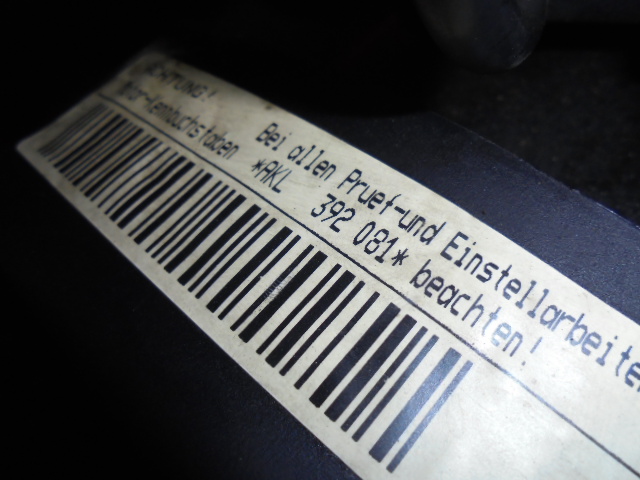 ACHTUNG! Bei allen Pruef-und Einstellarbeiten
Motor-Kennbuchstaben *AKL 392 081* beachten!